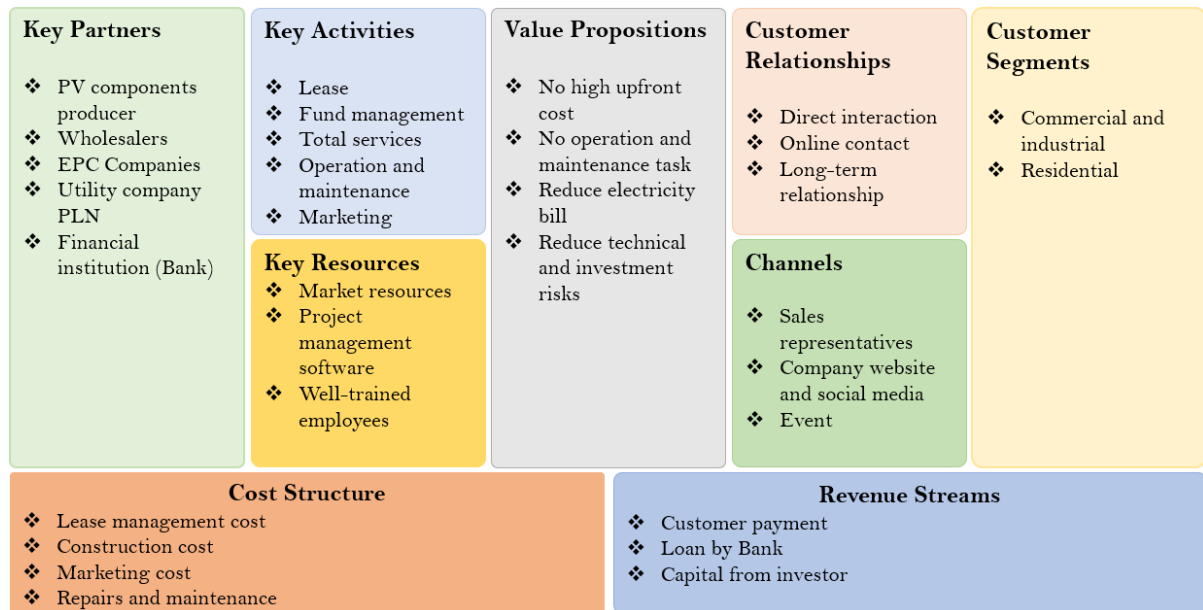 Key Partners
❖ PV components
producer
❖ Wholesalers
❖ EPC Companies
❖ Utility company
PLN
❖ Financial
institution (Bank)
Key Activities
❖ Lease
❖ Fund management
❖ Total services
❖ Operation and
maintenance
❖ Marketing
Key Resources
❖ Market resources
❖ Project
management
software
❖ Well-trained
employees
Value Propositions
❖ No high upfront
cost
❖ No operation and
maintenance task
❖ Reduce electricity
bill
❖ Reduce technical
and investment
risks
Customer
Relationships
❖ Direct interaction
❖ Online contact
❖ Long-term
relationship
Channels
❖ Sales
representatives
❖ Company website
and social media
❖ Event
Customer
Segments
❖ Commercial and
industrial
❖ Residential
Cost Structure
❖ Lease management cost
❖ Construction cost
❖ Marketing cost
❖ Repairs and maintenance
Revenue Streams
❖ Customer payment
❖ Loan by Bank
❖ Capital from investor